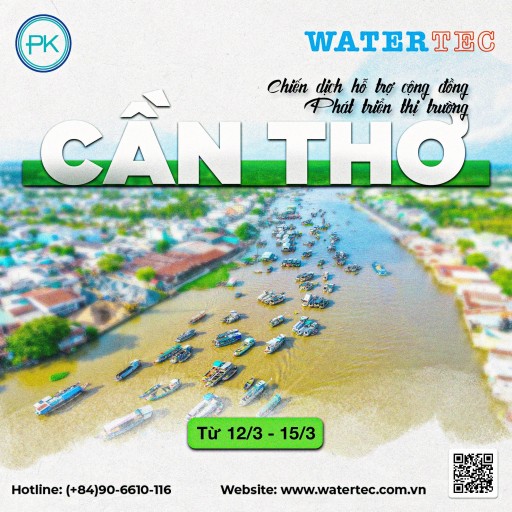 PK
WATERTEC
Chiến dịch hỗ trợ cộng đồng
Phát triển thị trường
CẦN THƠ
Từ 12/3 - 15/3
Hotline: (+84)90-6610-116
Website: www.watertec.com.vn